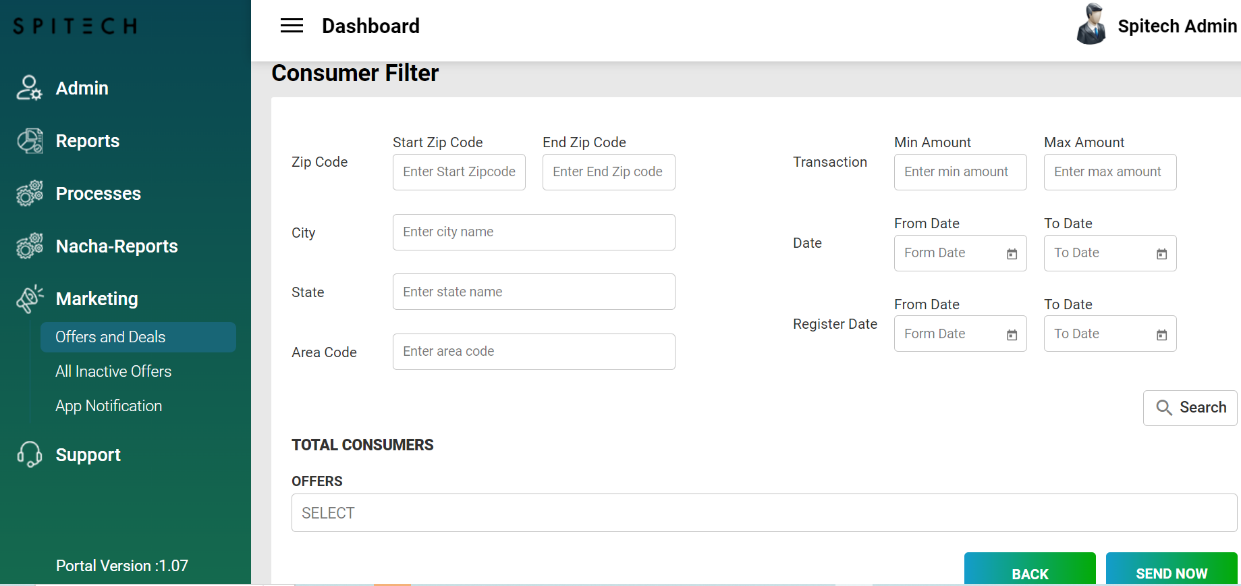 SPITECH
Dashboard
Spitech Admin
Admin
Reports
Processes
Nacha-Reports
Marketing
Offers and Deals
All Inactive Offers
App Notification
Support
Portal Version :1.07
Consumer Filter
Zip Code
Start Zip Code
End Zip Code
Enter Start Zipcode
Enter End Zip code
City
Enter city name
State
Enter state name
Area Code
Enter area code
Transaction
Min Amount
Max Amount
Enter min amount
Enter max amount
Date
From Date
To Date
Form Date
To Date
Register Date
From Date
To Date
Form Date
To Date
Search
TOTAL CONSUMERS
OFFERS
SELECT
BACK
SEND NOW